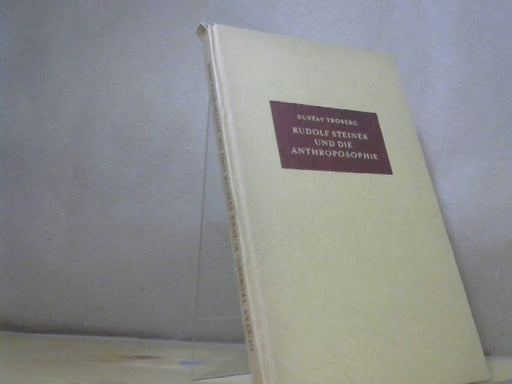 GUSTAV TROBERG
RUDOLF STEINER
UND DIE
ANTHROPOSOPHIE